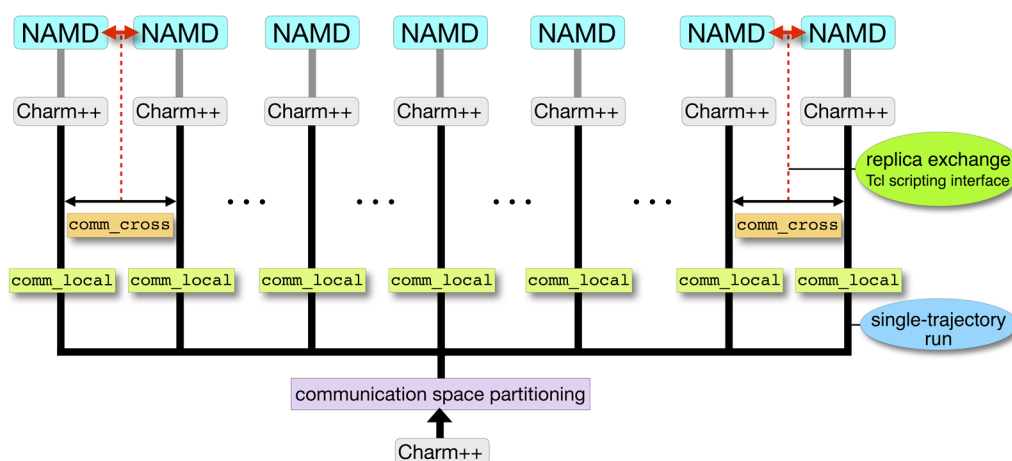 NAMD NAMD NAMD NAMD NAMD NAMD NAMD
Charm++ Charm++ Charm++ Charm++ Charm++ Charm++ Charm++
replica exchange
Tcl scripting interface
... ... ... ...
comm_cross comm_cross
comm_local comm_local comm_local comm_local comm_local comm_local comm_local
single-trajectory
run
communication space partitioning
Charm++